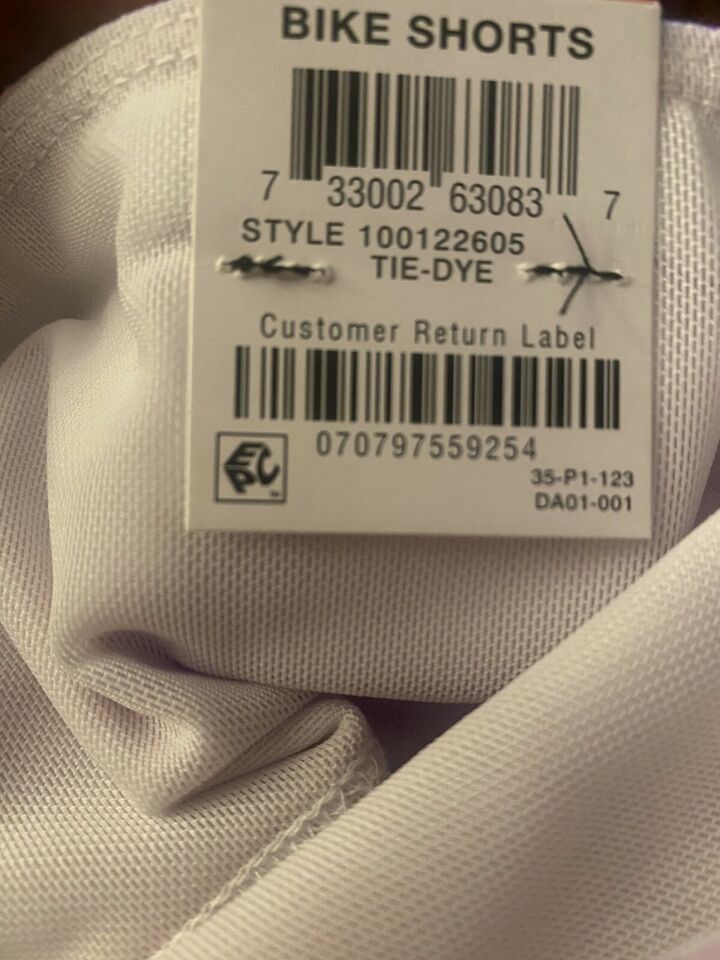 BIKE SHORTS
7 33002 63083 7
STYLE 100122605
TIE-DYE
Customer Return Label
070797559254
EPC
35-P1-123
DA01-001